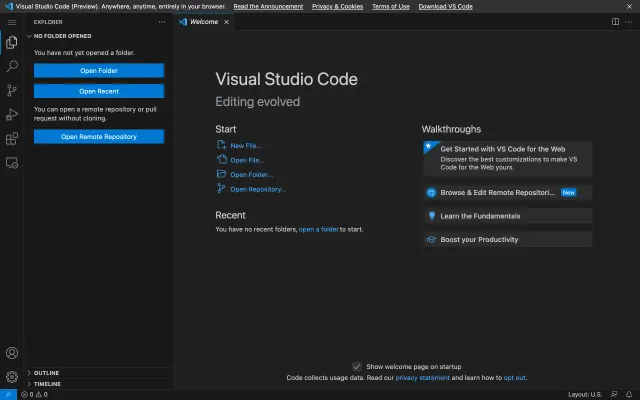 Visual Studio Code (Preview). Anywhere, anytime, entirely in your browser. Read the Announcement Privacy & Cookies Terms of Use Download VS Code
EXPLORER
NO FOLDER OPENED
You have not yet opened a folder.
Open Folder
Open Recent
You can open a remote repository or pull
request without cloning.
Open Remote Repository
OUTLINE
TIMELINE
Welcome
Visual Studio Code
Editing evolved
Start
New File...
Open File...
Open Folder...
Open Repository...
Recent
You have no recent folders, open a folder to start.
Walkthroughs
Get Started with VS Code for the Web
Discover the best customizations to make VS
Code for the Web yours.
Browse & Edit Remote Repositori... New
Learn the Fundamentals
Boost your Productivity
Show welcome page on startup
Code collects usage data. Read our privacy statement and learn how to opt out.
0 0 Layout: U.S.